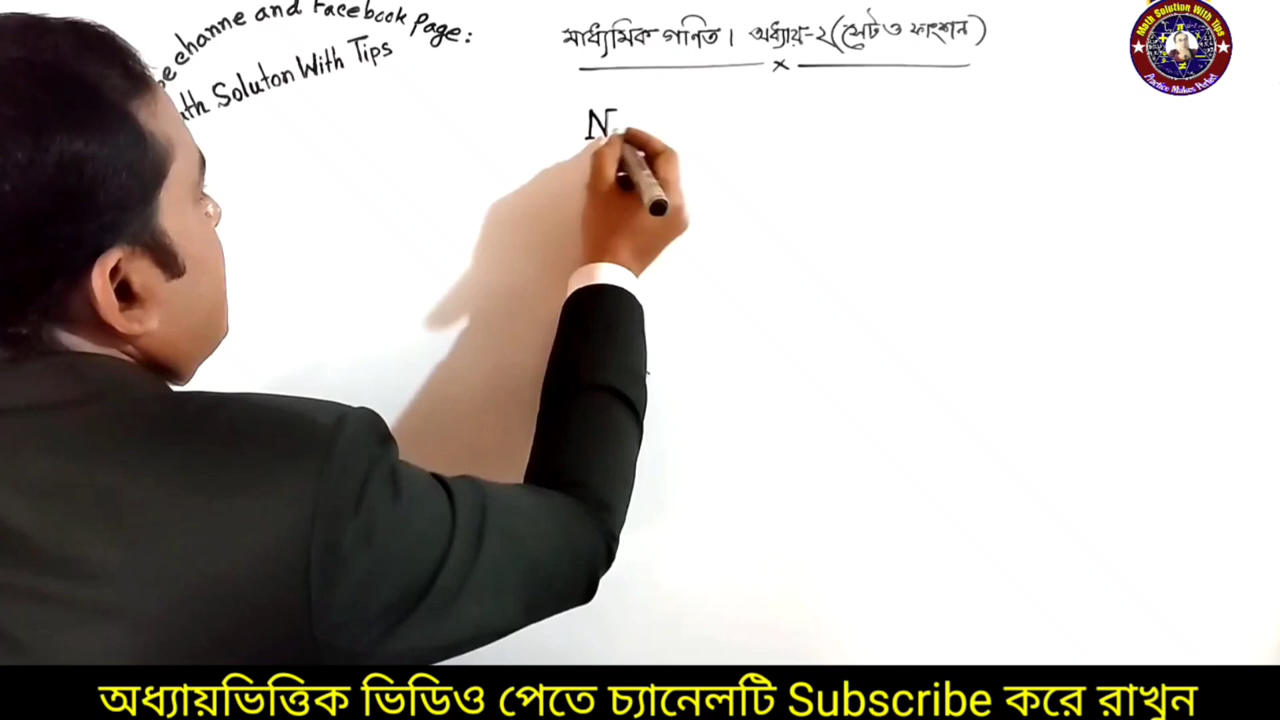 channe and Facebook Page:
Soluton With Tips
মাধ্যমিক গণিত। অধ্যায়-২(সেট ও ফাংশন)
x
N
Math Solution With Tips
Practice Makes Perfect
অধ্যায়ভিত্তিক ভিডিও পেতে চ্যানেলটি Subscribe করে রাখুন